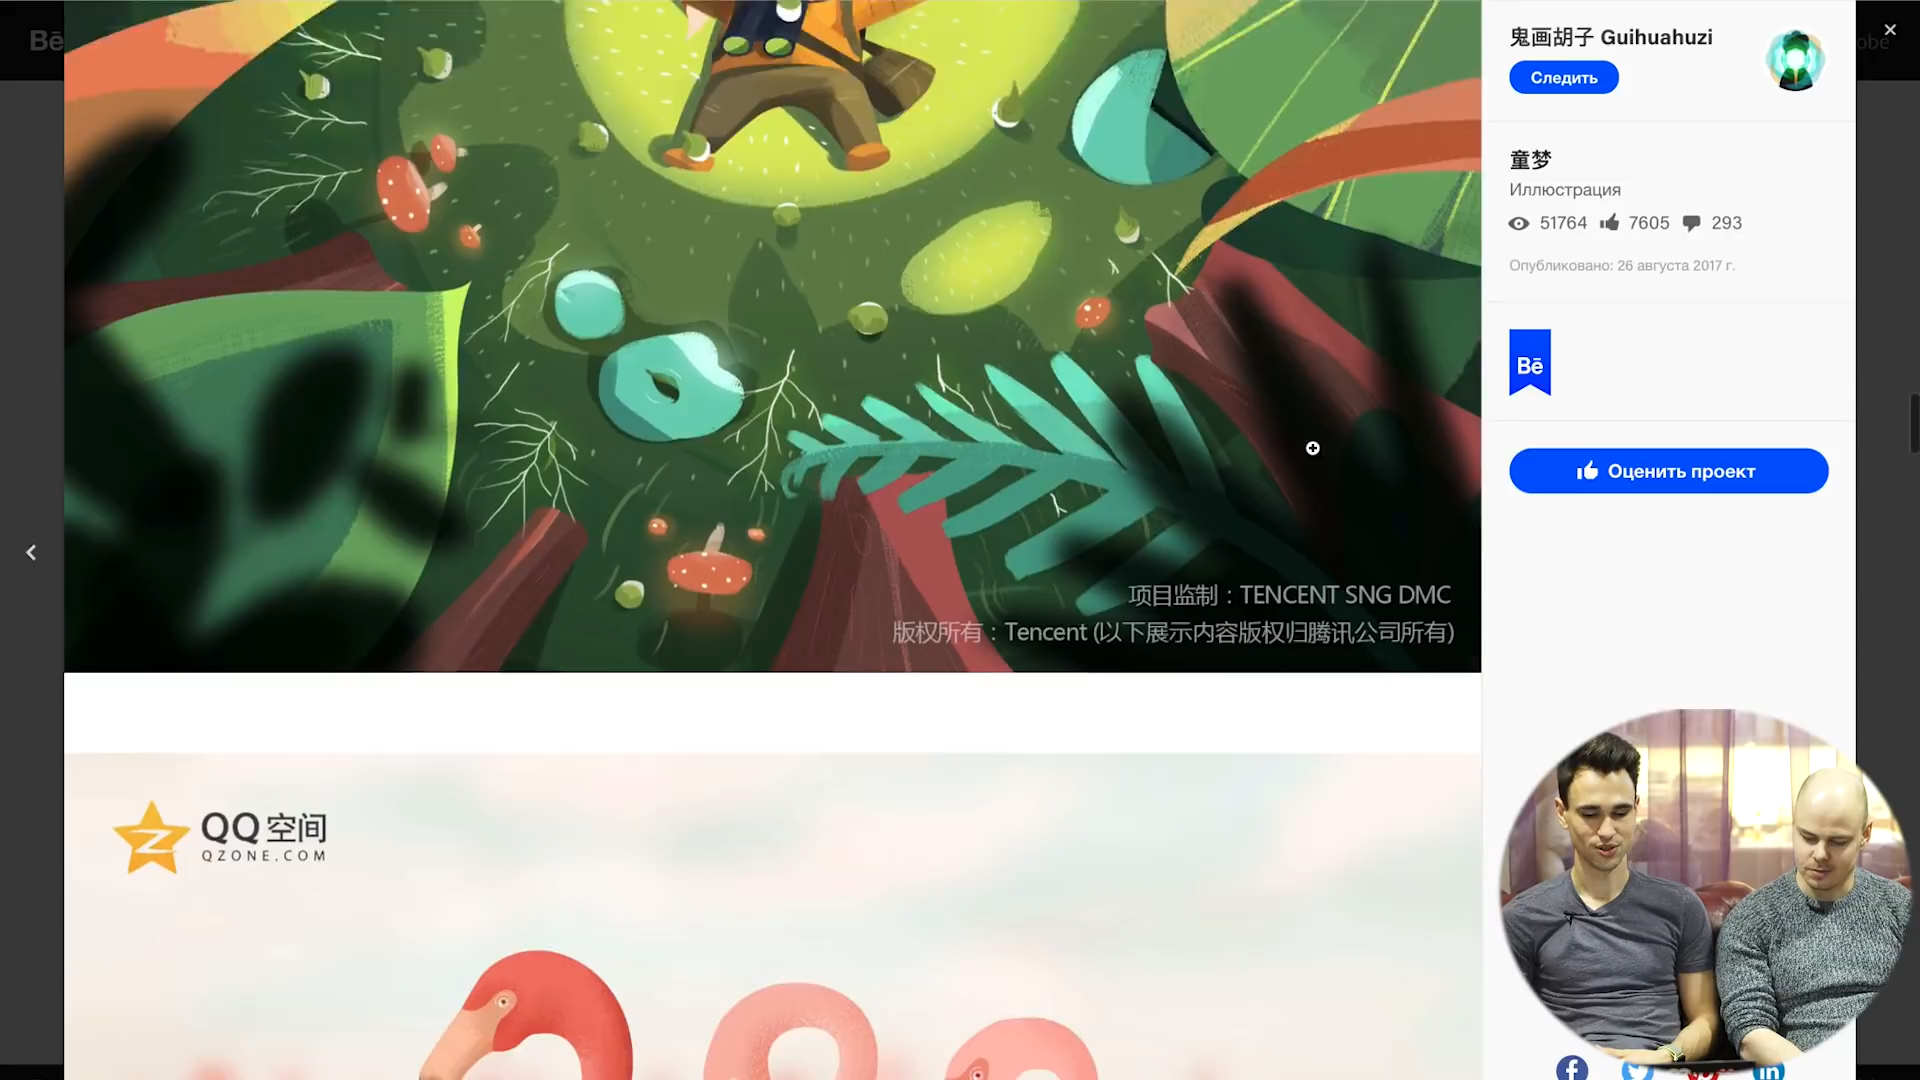 Bē
鬼画胡子 Guihuahuzi
Следить
童梦
Иллюстрация
51764 7605 293
Опубликовано: 26 августа 2017 г.
Bē
Оценить проект
项目监制：TENCENT SNG DMC
版权所有：Tencent (以下展示内容版权归腾讯公司所有)
QQ空间
QZONE.COM